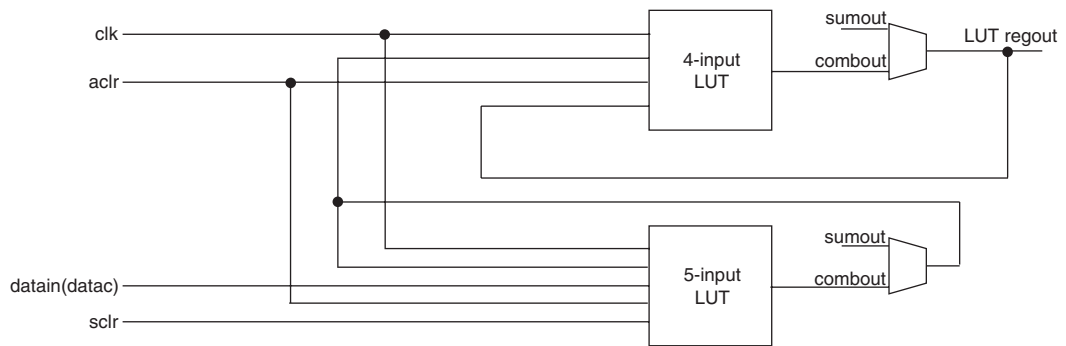 sumout
clk
LUT regout
4-input
LUT
combout
aclr
sumout
datain(datac)
5-input
LUT
combout
sclr